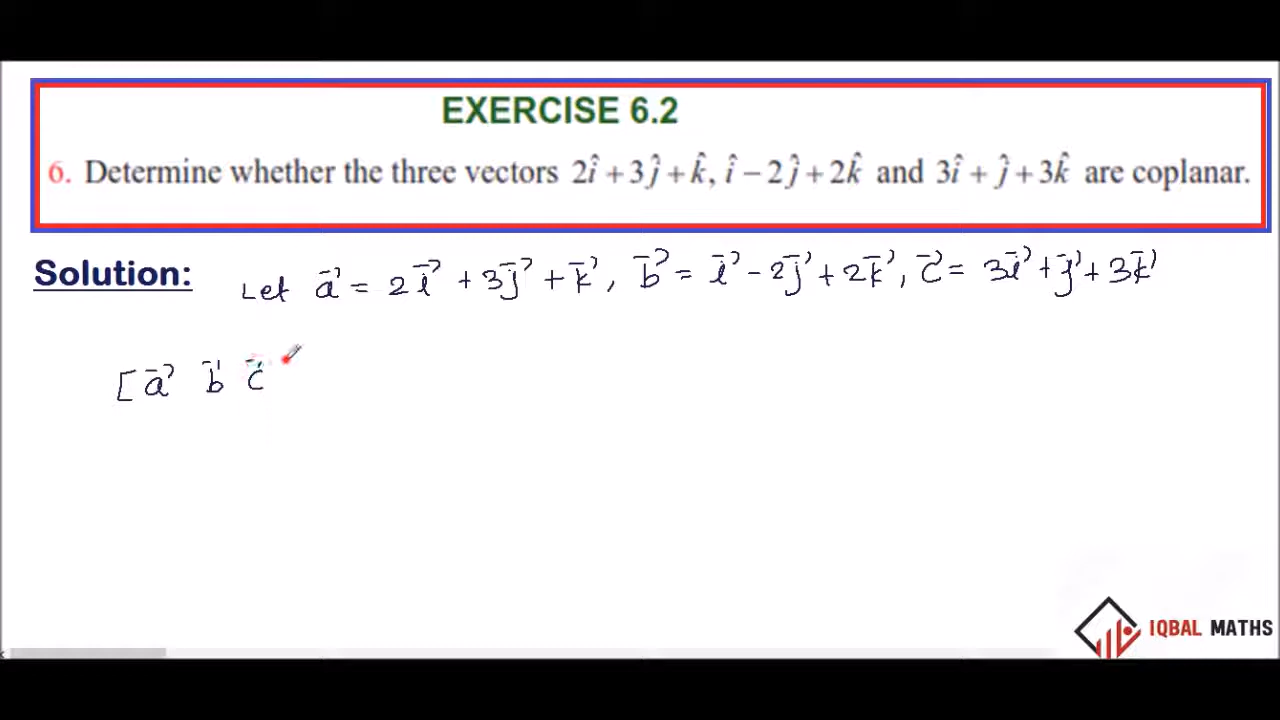 EXERCISE 6.2
6. Determine whether the three vectors 2î + 3ĵ + k̂, î − 2ĵ + 2k̂ and 3î + ĵ + 3k̂ are coplanar.
Solution: Let a⃗ = 2i⃗ + 3j⃗ + k⃗, b⃗ = i⃗ − 2j⃗ + 2k⃗, c⃗ = 3i⃗ + j⃗ + 3k⃗
[a⃗ b⃗ c⃗
IQBAL MATHS